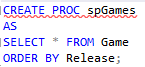 CREATE PROC spGames
AS
SELECT * FROM Game
ORDER BY Release;